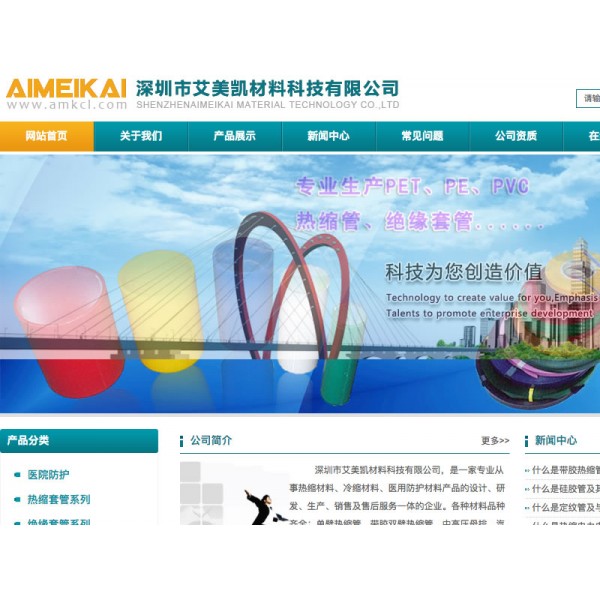 AIMEIKAI 深圳市艾美凯材料科技有限公司
www.amkcl.com SHENZHENAIMEIKAI MATERIAL TECHNOLOGY CO.,LTD
请输
网站首页 关于我们 产品展示 新闻中心 常见问题 公司资质 在
专业生产PET、PE、PVC
热缩管、绝缘套管......
科技为您创造价值
Technology to create value for you,Emphasis
Talents to promote enterprise development
产品分类
医院防护
热缩套管系列
绝缘套管系列
公司简介 更多>>
深圳市艾美凯材料科技有限公司，是一家专业从
事热缩材料、冷缩材料、医用防护材料产品的设计、研
发、生产、销售及售后服务一体的企业。各种材料品种
齐全：单壁热缩管、带胶双壁热缩管、中高压母排、汽
新闻中心
什么是带胶热缩管
什么是硅胶管及其
什么是定纹管及与